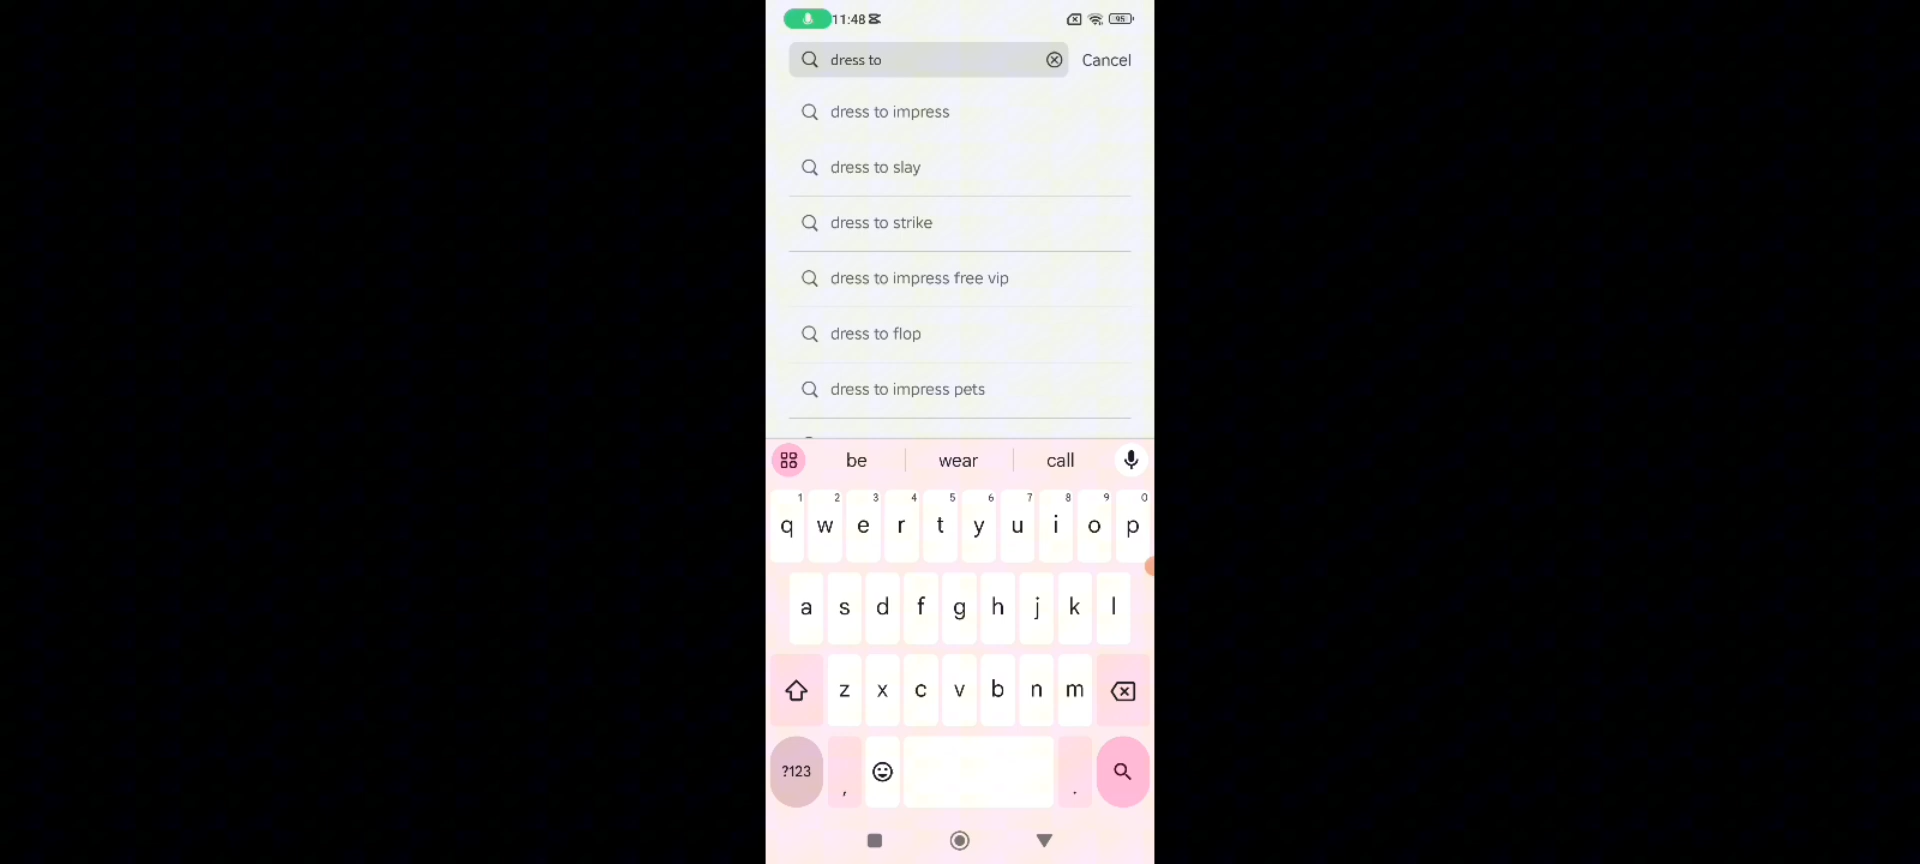 11:48
95
dress to
Cancel
dress to impress
dress to slay
dress to strike
dress to impress free vip
dress to flop
dress to impress pets
be wear call
1 2 3 4 5 6 7 8 9 0
q w e r t y u i o p
a s d f g h j k l
z x c v b n m
?123 , .